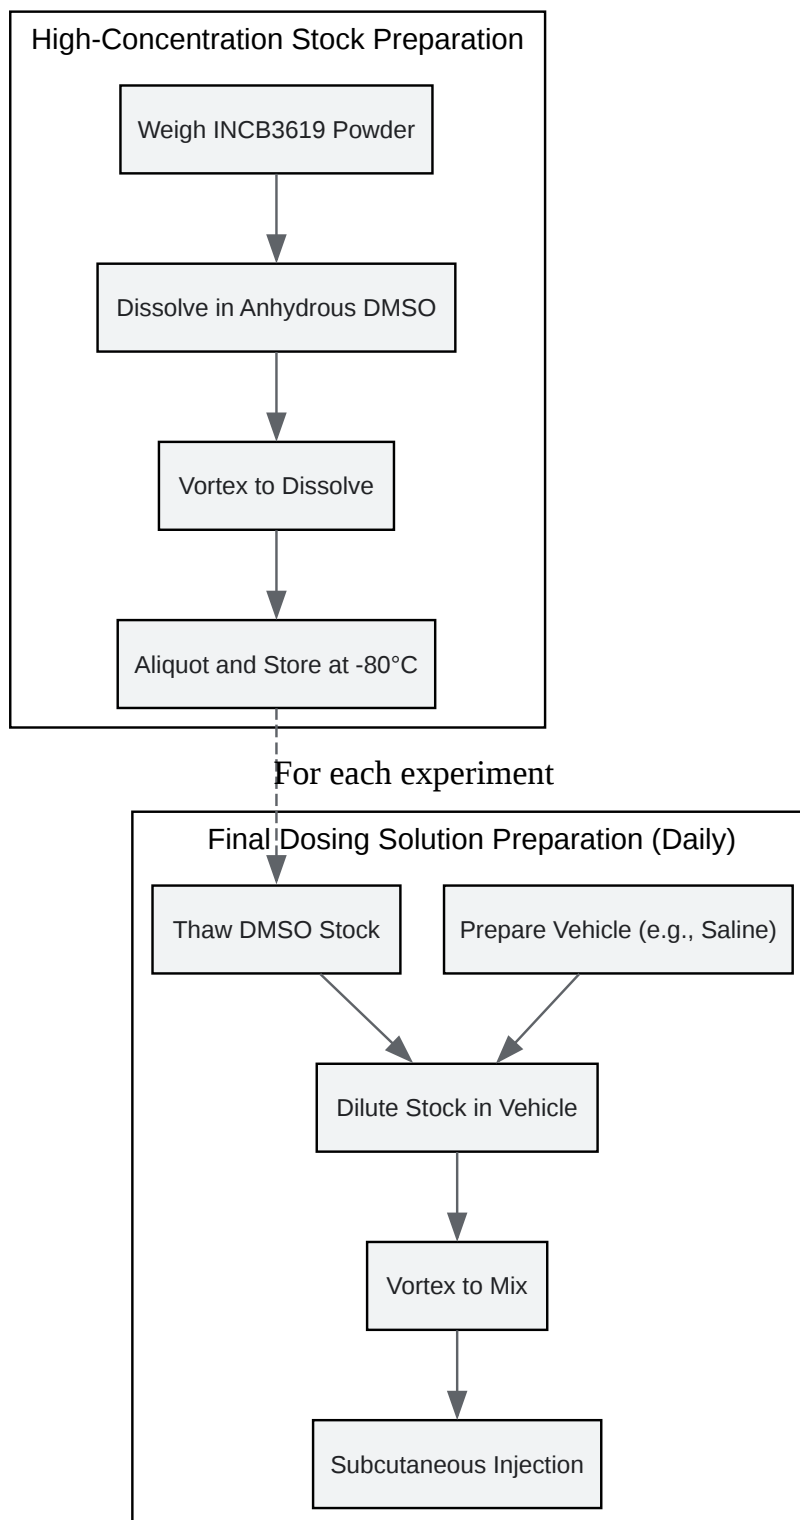 High-Concentration Stock Preparation
Weigh INCB3619 Powder
Dissolve in Anhydrous DMSO
Vortex to Dissolve
Aliquot and Store at -80°C
For each experiment
Final Dosing Solution Preparation (Daily)
Thaw DMSO Stock
Prepare Vehicle (e.g., Saline)
Dilute Stock in Vehicle
Vortex to Mix
Subcutaneous Injection